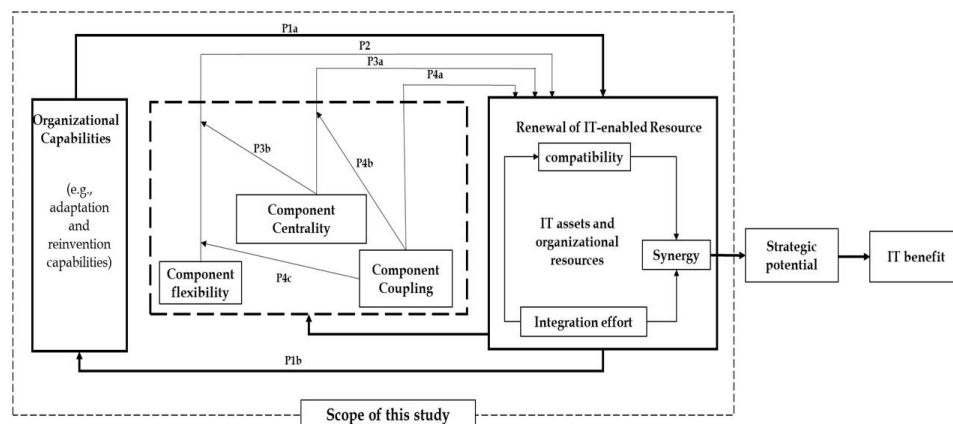 P1a
P2
P3a
P4a
Organizational
Capabilities
(e.g.,
adaptation
and
reinvention
capabilities)
P3b
P4b
Component
Centrality
Component
flexibility
P4c
Component
Coupling
Renewal of IT-enabled Resource
compatibility
IT assets and
organizational
resources
Synergy
Integration effort
Strategic
potential
IT benefit
P1b
Scope of this study